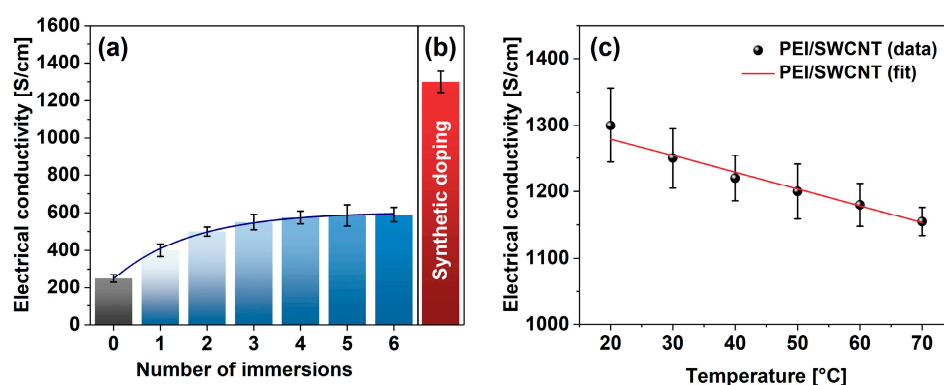 (a)
(b)
Electrical conductivity [S/cm]
1600
1400
1200
1000
800
600
400
200
0
Synthetic doping
0 1 2 3 4 5 6
Number of immersions
(c)
PEI/SWCNT (data)
PEI/SWCNT (fit)
Electrical conductivity [S/cm]
1400
1300
1200
1100
1000
20 30 40 50 60 70
Temperature [°C]